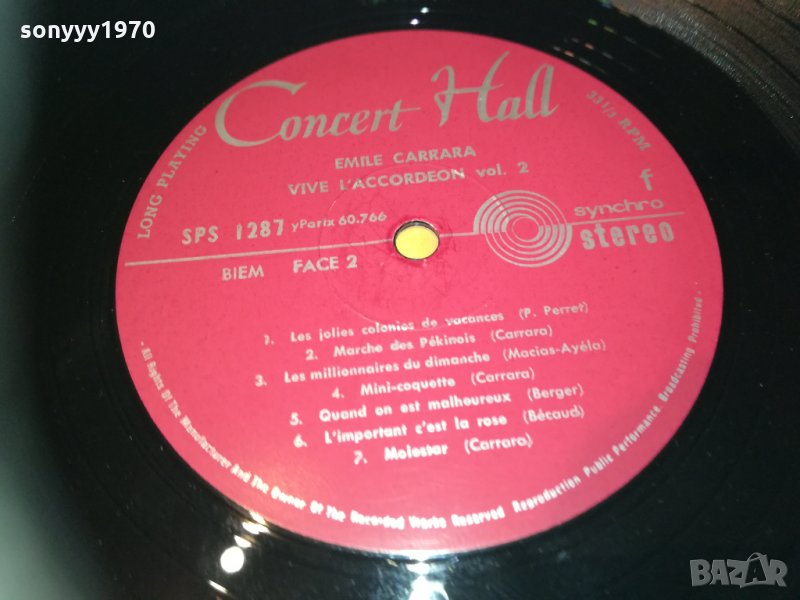 sonyyy1970
Concert Hall
LONG PLAYING
33 1/3 RPM
EMILE CARRARA
VIVE L'ACCORDEON vol. 2
f
SPS 1287 y Parix 60.766
synchro
stereo
BIEM FACE 2
1. Les jolies colonies de vacances (P. Perret)
2. Marche des Pékinois (Carrara)
3. Les millionnaires du dimanche (Macias-Ayéla)
4. Mini-coquette (Carrara)
5. Quand on est malheureux (Berger)
6. L'important c'est la rose (Bécaud)
7. Molostar (Carrara)
- All Rights Of The Manufacturer And The Owner Of The Recorded Works Reserved Reproduction Public Performance, Broadcasting Prohibited -
BAZAR